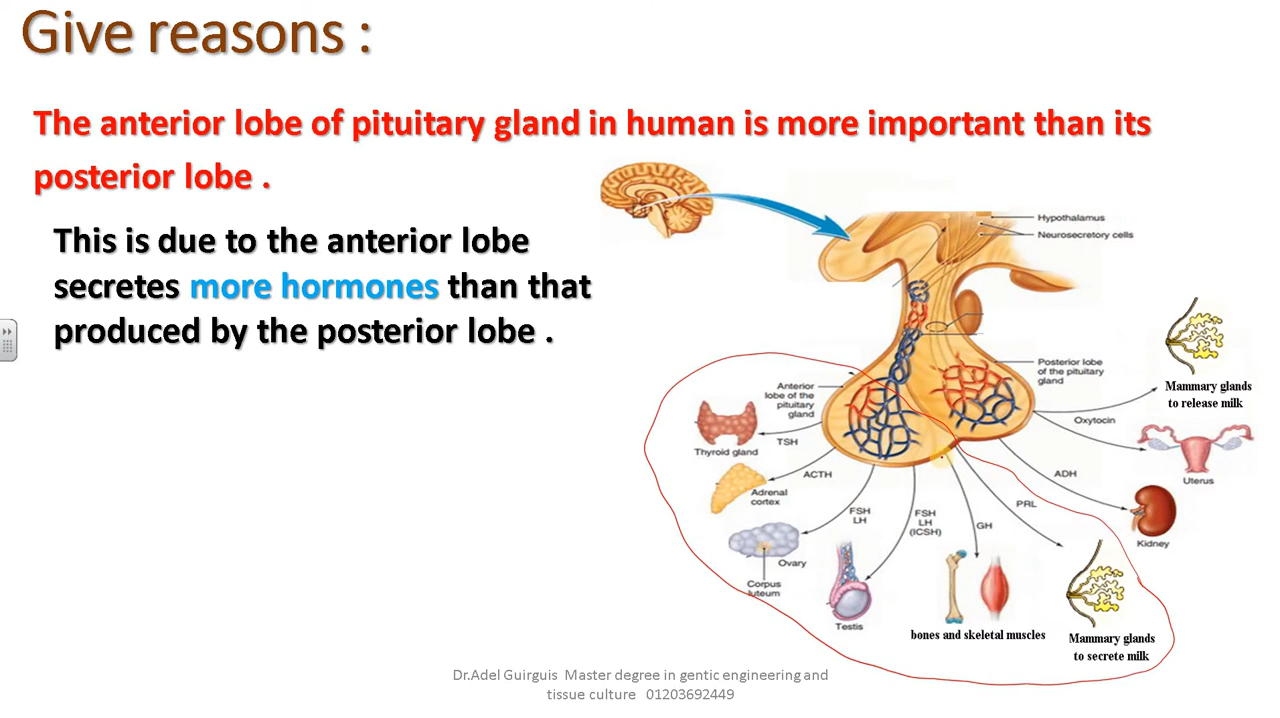 Give reasons :
The anterior lobe of pituitary gland in human is more important than its
posterior lobe .
This is due to the anterior lobe
secretes more hormones than that
produced by the posterior lobe .
Hypothalamus
Neurosecretory cells
Posterior lobe
of the pituitary
gland
Anterior
lobe of the
pituitary
gland
Mammary glands
to release milk
Oxytocin
Uterus
ADH
Kidney
Thyroid gland
TSH
ACTH
Adrenal
cortex
FSH
LH
Ovary
Corpus
luteum
FSH
LH
(ICSH)
Testis
GH
bones and skeletal muscles
PRL
Mammary glands
to secrete milk
Dr.Adel Guirguis Master degree in gentic engineering and
tissue culture 01203692449